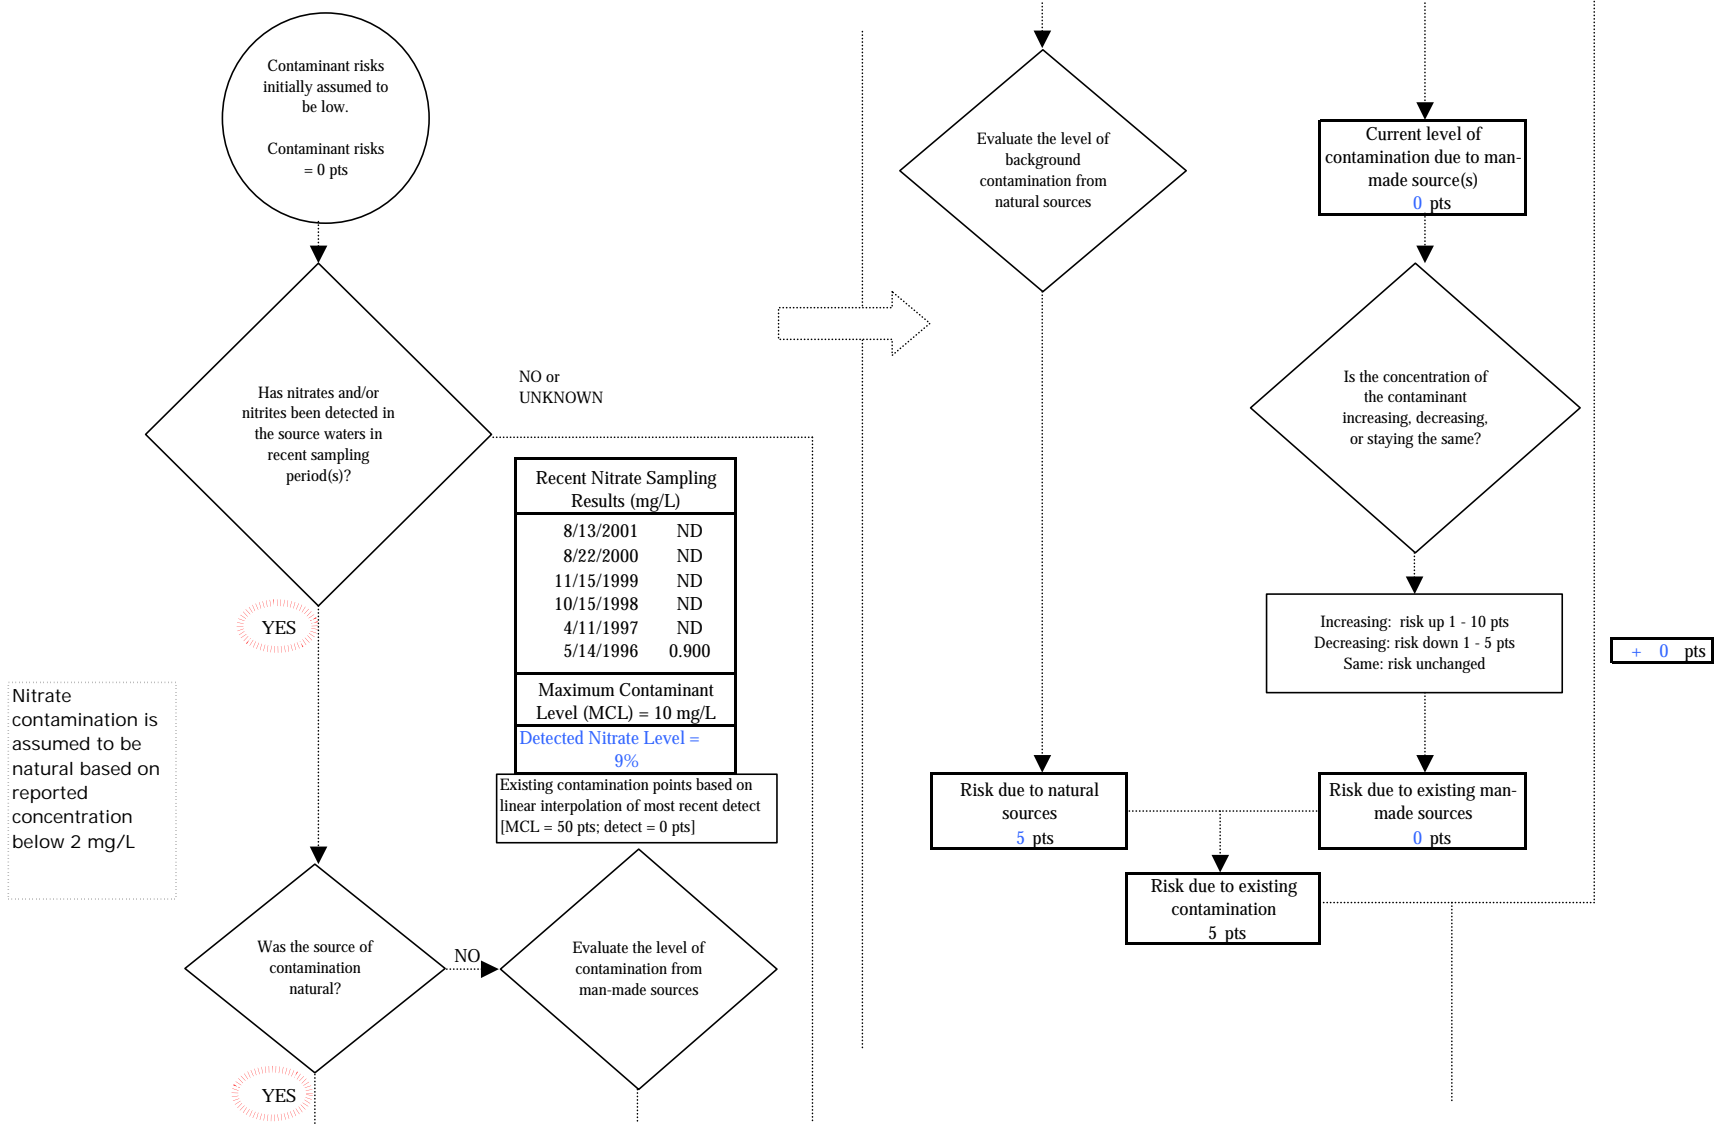 Contaminant risks
initially assumed to
be low.
Contaminant risks
= 0 pts
Has nitrates and/or
nitrites been detected in
the source waters in
recent sampling
period(s)?
NO or
UNKNOWN
YES
Recent Nitrate Sampling
Results (mg/L)
8/13/2001 ND
8/22/2000 ND
11/15/1999 ND
10/15/1998 ND
4/11/1997 ND
5/14/1996 0.900
Maximum Contaminant
Level (MCL) = 10 mg/L
Detected Nitrate Level =
9%
Existing contamination points based on
linear interpolation of most recent detect
[MCL = 50 pts; detect = 0 pts]
Nitrate
contamination is
assumed to be
natural based on
reported
concentration
below 2 mg/L
Was the source of
contamination
natural?
NO
Evaluate the level of
contamination from
man-made sources
YES
Evaluate the level of
background
contamination from
natural sources
Current level of
contamination due to man-
made source(s)
0 pts
Is the concentration of
the contaminant
increasing, decreasing,
or staying the same?
Increasing: risk up 1 - 10 pts
Decreasing: risk down 1 - 5 pts
Same: risk unchanged
+ 0 pts
Risk due to natural
sources
5 pts
Risk due to existing man-
made sources
0 pts
Risk due to existing
contamination
5 pts